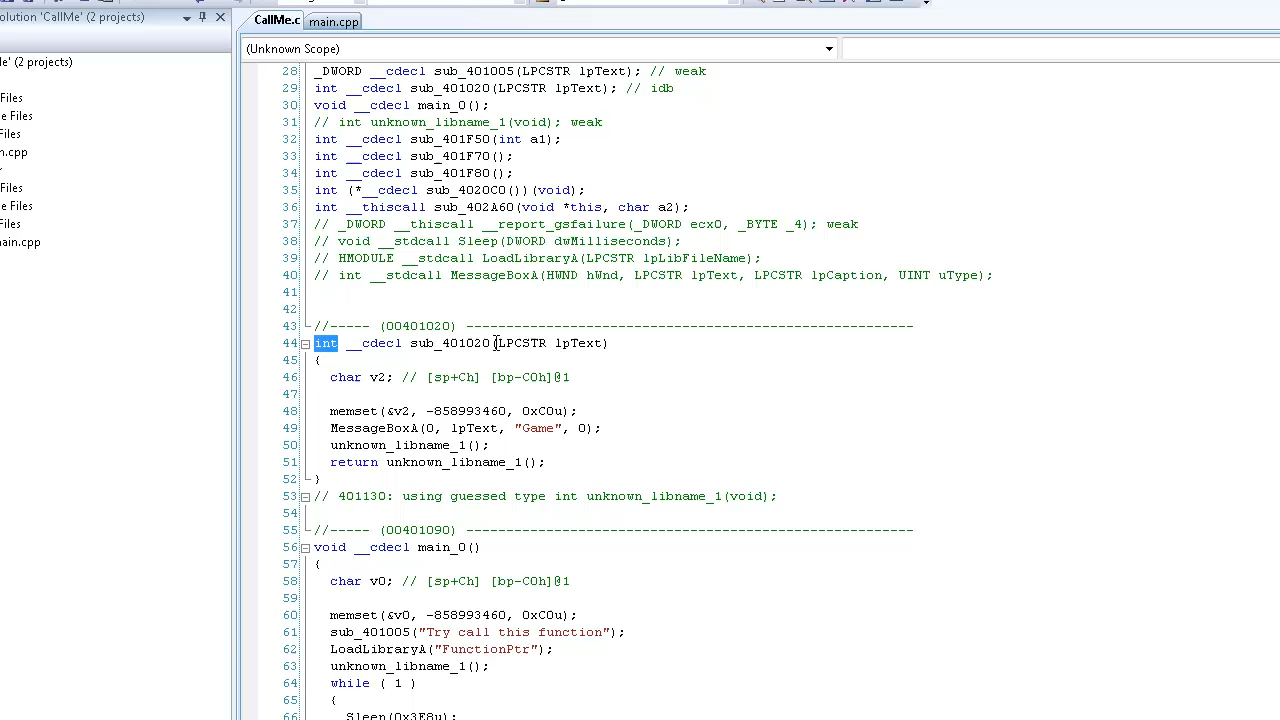 olution 'CallMe' (2 projects)
CallMe.c main.cpp
(Unknown Scope)
e' (2 projects)
Files
e Files
Files
n.cpp
r
Files
e Files
Files
nain.cpp
28 _DWORD __cdecl sub_401005(LPCSTR lpText); // weak
29 int __cdecl sub_401020(LPCSTR lpText); // idb
30 void __cdecl main_0();
31 // int unknown_libname_1(void); weak
32 int __cdecl sub_401F50(int a1);
33 int __cdecl sub_401F70();
34 int __cdecl sub_401F80();
35 int (*__cdecl sub_4020C0())(void);
36 int __thiscall sub_402A60(void *this, char a2);
37 // _DWORD __thiscall __report_gsfailure(_DWORD ecx0, _BYTE _4); weak
38 // void __stdcall Sleep(DWORD dwMilliseconds);
39 // HMODULE __stdcall LoadLibraryA(LPCSTR lpLibFileName);
40 // int __stdcall MessageBoxA(HWND hWnd, LPCSTR lpText, LPCSTR lpCaption, UINT uType);
41
42
43 //----- (00401020) --------------------------------------------------------
44 int __cdecl sub_401020(LPCSTR lpText)
45 {
46 char v2; // [sp+Ch] [bp-C0h]@1
47
48 memset(&v2, -858993460, 0xC0u);
49 MessageBoxA(0, lpText, "Game", 0);
50 unknown_libname_1();
51 return unknown_libname_1();
52 }
53 // 401130: using guessed type int unknown_libname_1(void);
54
55 //----- (00401090) --------------------------------------------------------
56 void __cdecl main_0()
57 {
58 char v0; // [sp+Ch] [bp-C0h]@1
59
60 memset(&v0, -858993460, 0xC0u);
61 sub_401005("Try call this function");
62 LoadLibraryA("FunctionPtr");
63 unknown_libname_1();
64 while ( 1 )
65 {
66 Sleep(0x3E8u);